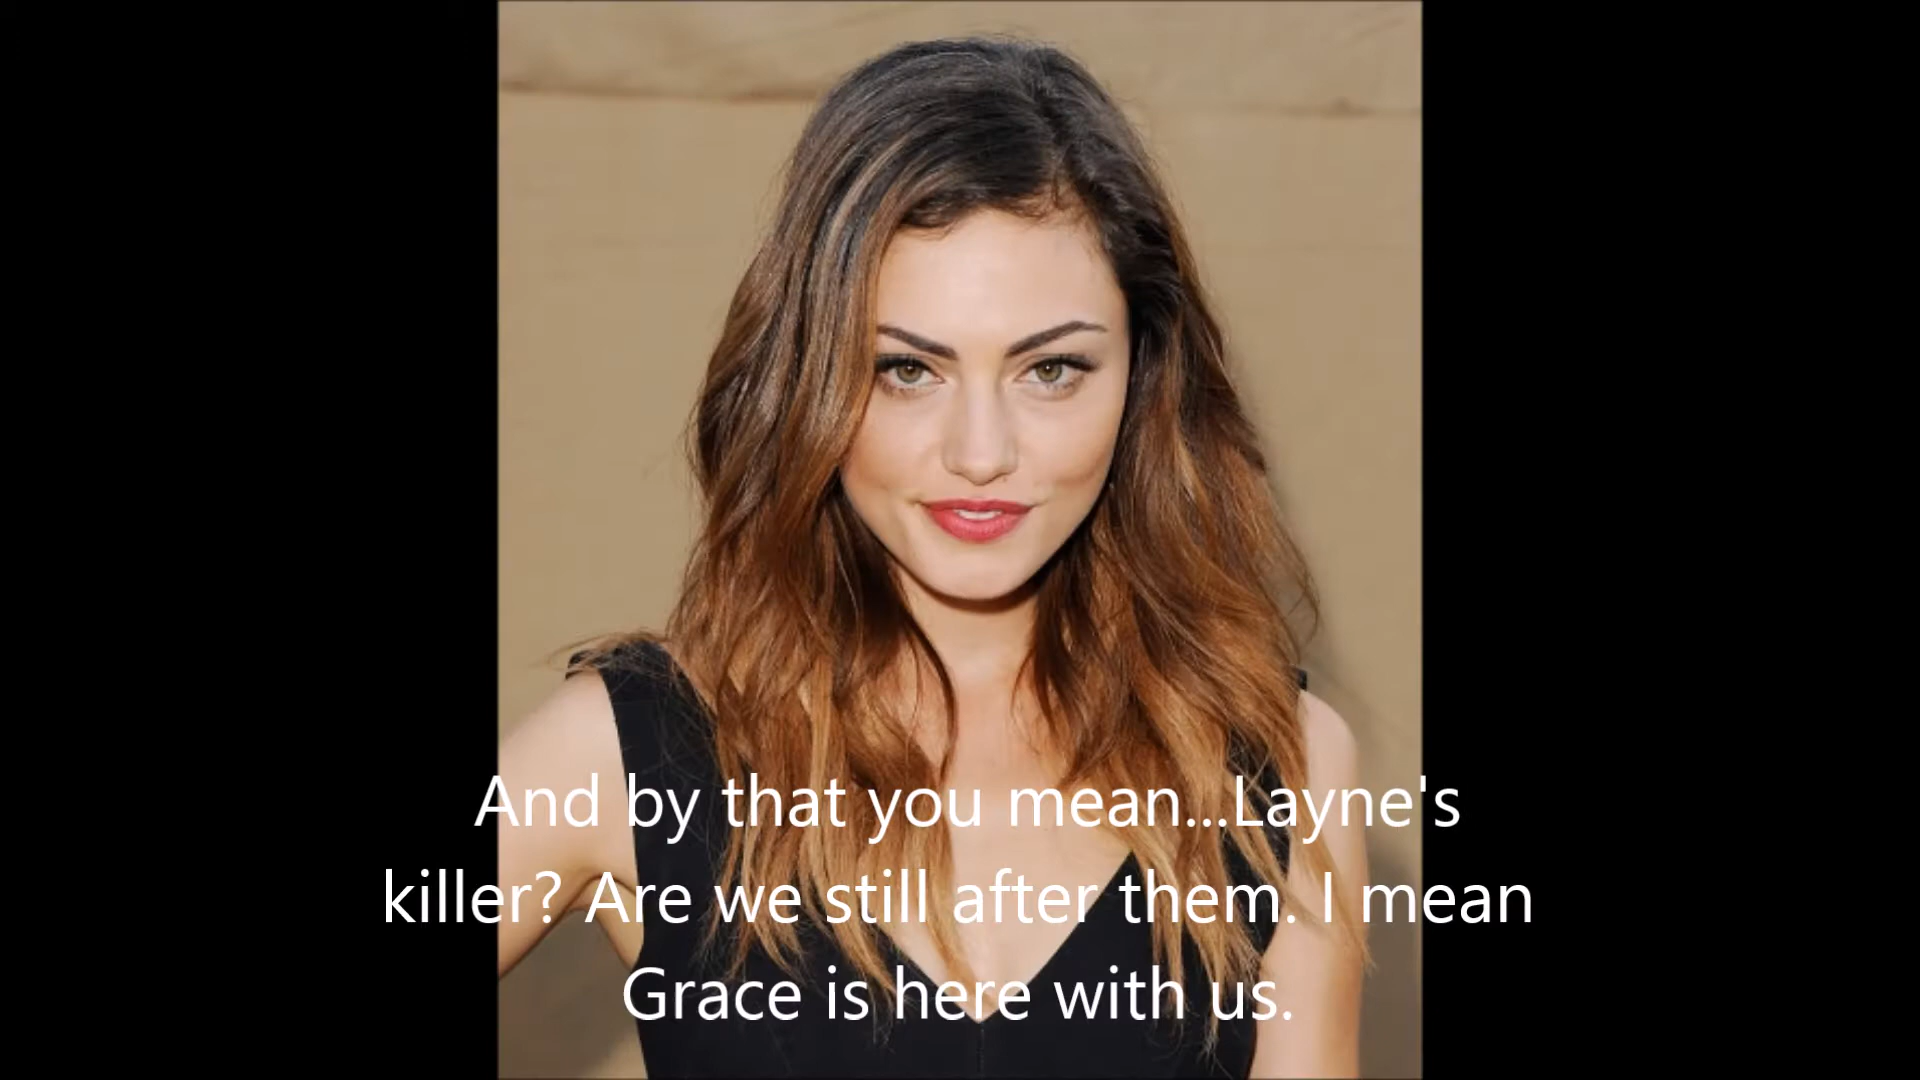 And by that you mean...Layne's
killer? Are we still after them. I mean
Grace is here with us.